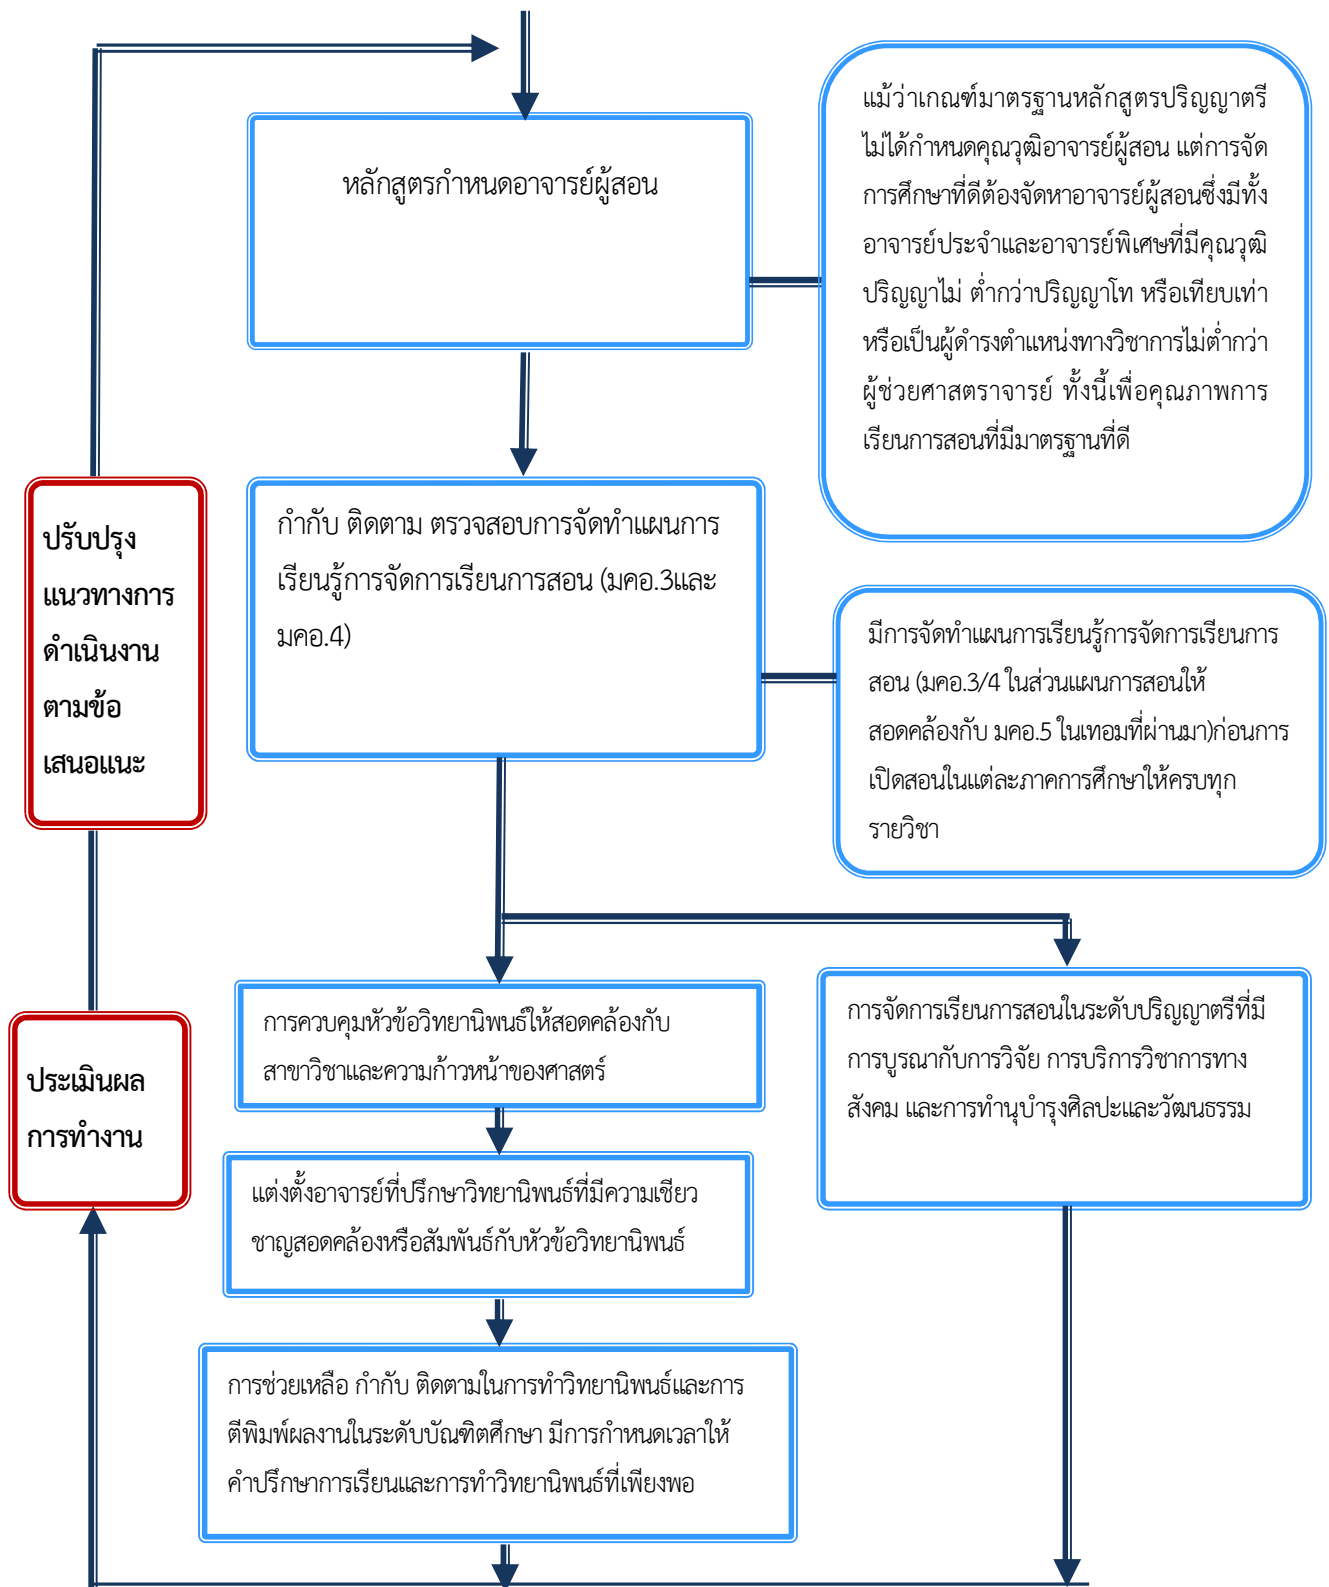 หลักสูตรกำหนดอาจารย์ผู้สอน
แม้ว่าเกณฑ์มาตรฐานหลักสูตรปริญญาตรี
ไม่ได้กำหนดคุณวุฒิอาจารย์ผู้สอน แต่การจัด
การศึกษาที่ดีต้องจัดหาอาจารย์ผู้สอนซึ่งมีทั้ง
อาจารย์ประจำและอาจารย์พิเศษที่มีคุณวุฒิ
ปริญญาไม่ ต่ำกว่าปริญญาโท หรือเทียบเท่า
หรือเป็นผู้ดำรงตำแหน่งทางวิชาการไม่ต่ำกว่า
ผู้ช่วยศาสตราจารย์ ทั้งนี้เพื่อคุณภาพการ
เรียนการสอนที่มีมาตรฐานที่ดี
กำกับ ติดตาม ตรวจสอบการจัดทำแผนการ
เรียนรู้การจัดการเรียนการสอน (มคอ.3และ
มคอ.4)
มีการจัดทำแผนการเรียนรู้การจัดการเรียนการ
สอน (มคอ.3/4 ในส่วนแผนการสอนให้
สอดคล้องกับ มคอ.5 ในเทอมที่ผ่านมา)ก่อนการ
เปิดสอนในแต่ละภาคการศึกษาให้ครบทุก
รายวิชา
ปรับปรุง
แนวทางการ
ดำเนินงาน
ตามข้อ
เสนอแนะ
การควบคุมหัวข้อวิทยานิพนธ์ให้สอดคล้องกับ
สาขาวิชาและความก้าวหน้าของศาสตร์
การจัดการเรียนการสอนในระดับปริญญาตรีที่มี
การบูรณากับการวิจัย การบริการวิชาการทาง
สังคม และการทำนุบำรุงศิลปะและวัฒนธรรม
ประเมินผล
การทำงาน
แต่งตั้งอาจารย์ที่ปรึกษาวิทยานิพนธ์ที่มีความเชียว
ชาญสอดคล้องหรือสัมพันธ์กับหัวข้อวิทยานิพนธ์
การช่วยเหลือ กำกับ ติดตามในการทำวิทยานิพนธ์และการ
ตีพิมพ์ผลงานในระดับบัณฑิตศึกษา มีการกำหนดเวลาให้
คำปรึกษาการเรียนและการทำวิทยานิพนธ์ที่เพียงพอ